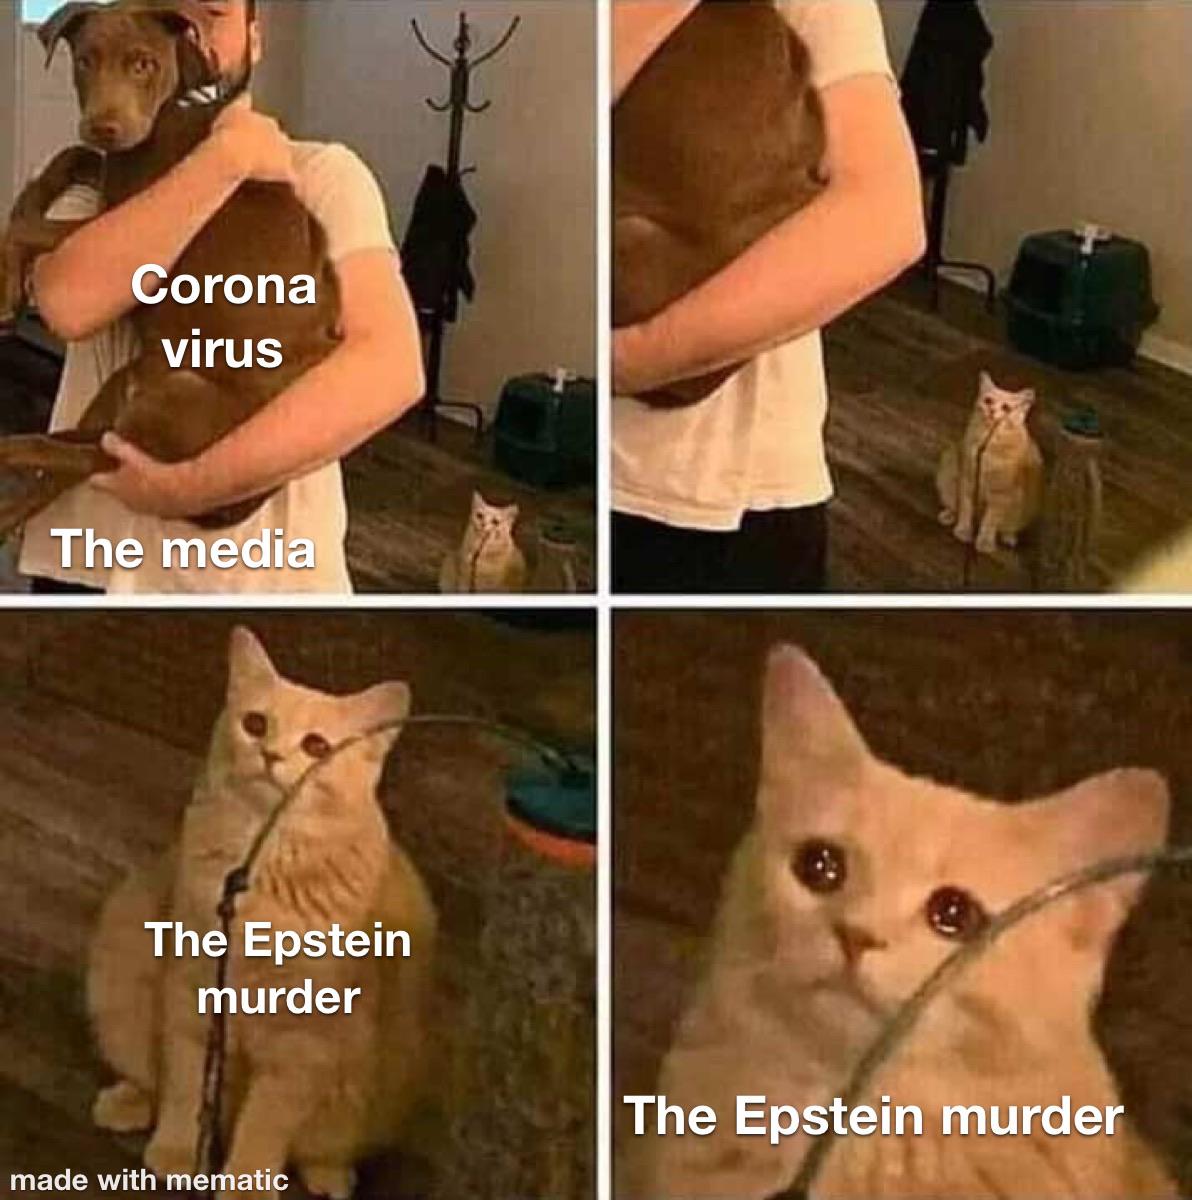 Corona
virus
The media
The Epstein
murder
The Epstein murder
made with mematic